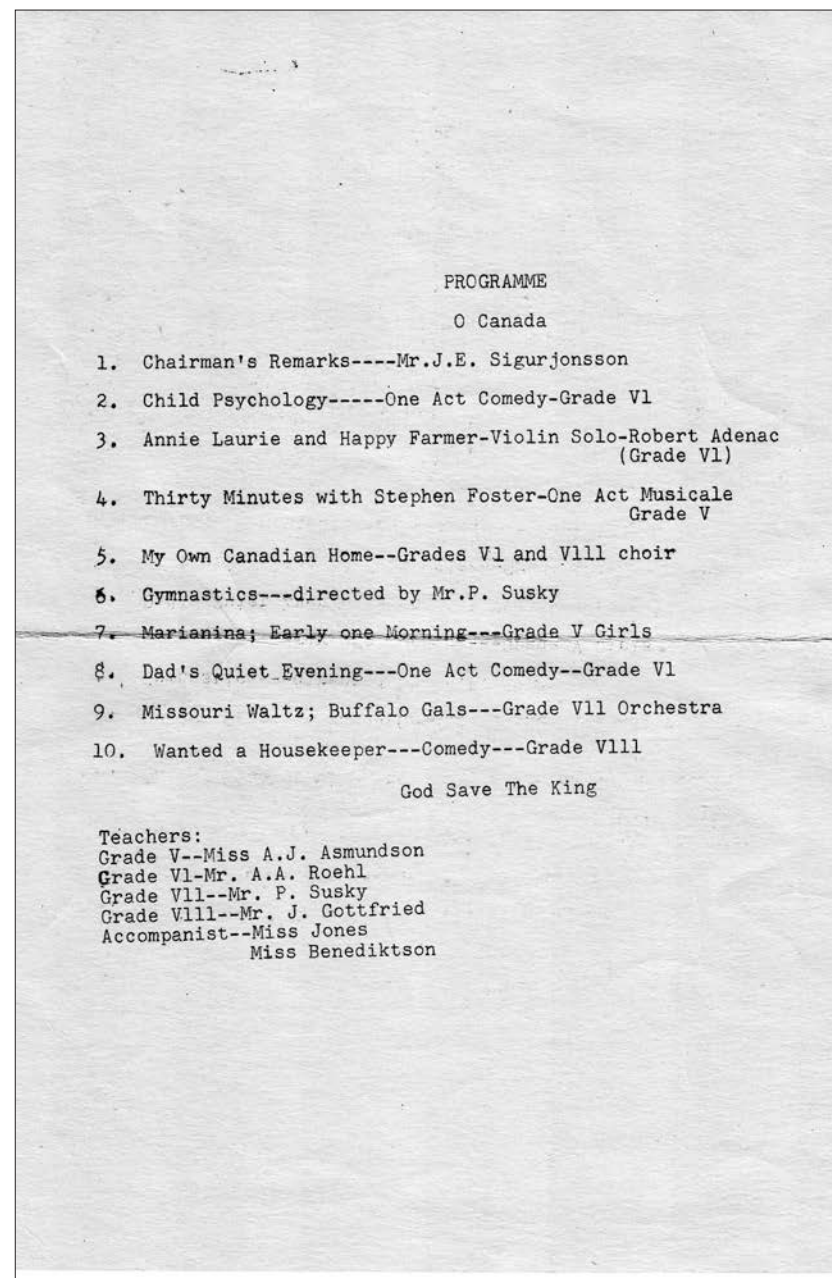 PROGRAMME
O Canada
1. Chairman's Remarks----Mr.J.E. Sigurjonsson
2. Child Psychology-----One Act Comedy-Grade Vl
3. Annie Laurie and Happy Farmer-Violin Solo-Robert Adenac
(Grade Vl)
4. Thirty Minutes with Stephen Foster-One Act Musicale
Grade V
5. My Own Canadian Home--Grades Vl and Vlll choir
6. Gymnastics---directed by Mr.P. Susky
7. Marianina; Early one Morning---Grade V Girls
8. Dad's Quiet Evening---One Act Comedy--Grade Vl
9. Missouri Waltz; Buffalo Gals---Grade Vll Orchestra
10. Wanted a Housekeeper---Comedy---Grade Vlll
God Save The King
Teachers:
Grade V--Miss A.J. Asmundson
Grade Vl-Mr. A.A. Roehl
Grade Vll--Mr. P. Susky
Grade Vlll--Mr. J. Gottfried
Accompanist--Miss Jones
Miss Benediktson